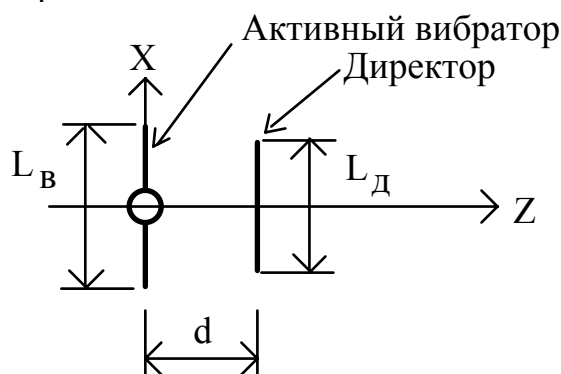 Активный вибратор
X
Директор
L в
L д
Z
d